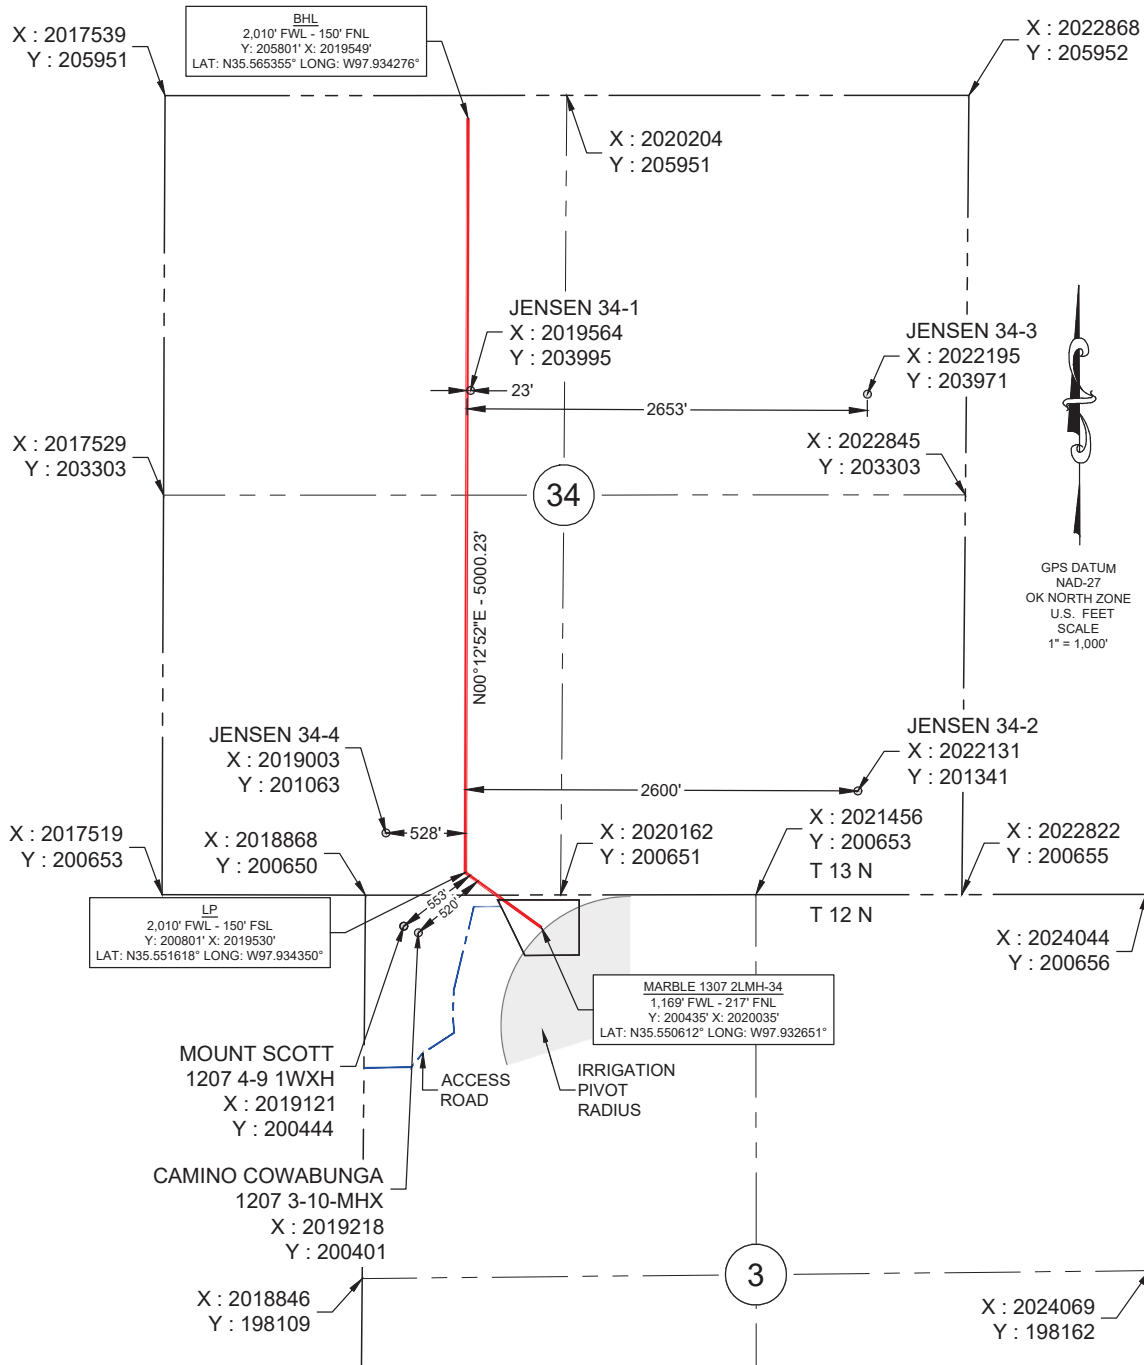 X : 2017539
Y : 205951
BHL
2,010' FWL - 150' FNL
Y: 205801' X: 2019549'
LAT: N35.565355° LONG: W97.934276°
X : 2022868
Y : 205952
X : 2020204
Y : 205951
JENSEN 34-1
X : 2019564
Y : 203995
23'
JENSEN 34-3
X : 2022195
Y : 203971
2653'
X : 2017529
Y : 203303
X : 2022845
Y : 203303
34
N00°12'52"E - 5000.23'
GPS DATUM
NAD-27
OK NORTH ZONE
U.S. FEET
SCALE
1" = 1,000'
JENSEN 34-4
X : 2019003
Y : 201063
528'
JENSEN 34-2
X : 2022131
Y : 201341
2600'
X : 2017519
Y : 200653
X : 2018868
Y : 200650
X : 2020162
Y : 200651
X : 2021456
Y : 200653
T 13 N
X : 2022822
Y : 200655
T 12 N
553'
520'
LP
2,010' FWL - 150' FSL
Y: 200801' X: 2019530'
LAT: N35.551618° LONG: W97.934350°
X : 2024044
Y : 200656
MARBLE 1307 2LMH-34
1,169' FWL - 217' FNL
Y: 200435' X: 2020035'
LAT: N35.550612° LONG: W97.932651°
MOUNT SCOTT
1207 4-9 1WXH
X : 2019121
Y : 200444
ACCESS
ROAD
IRRIGATION
PIVOT
RADIUS
CAMINO COWABUNGA
1207 3-10-MHX
X : 2019218
Y : 200401
3
X : 2018846
Y : 198109
X : 2024069
Y : 198162